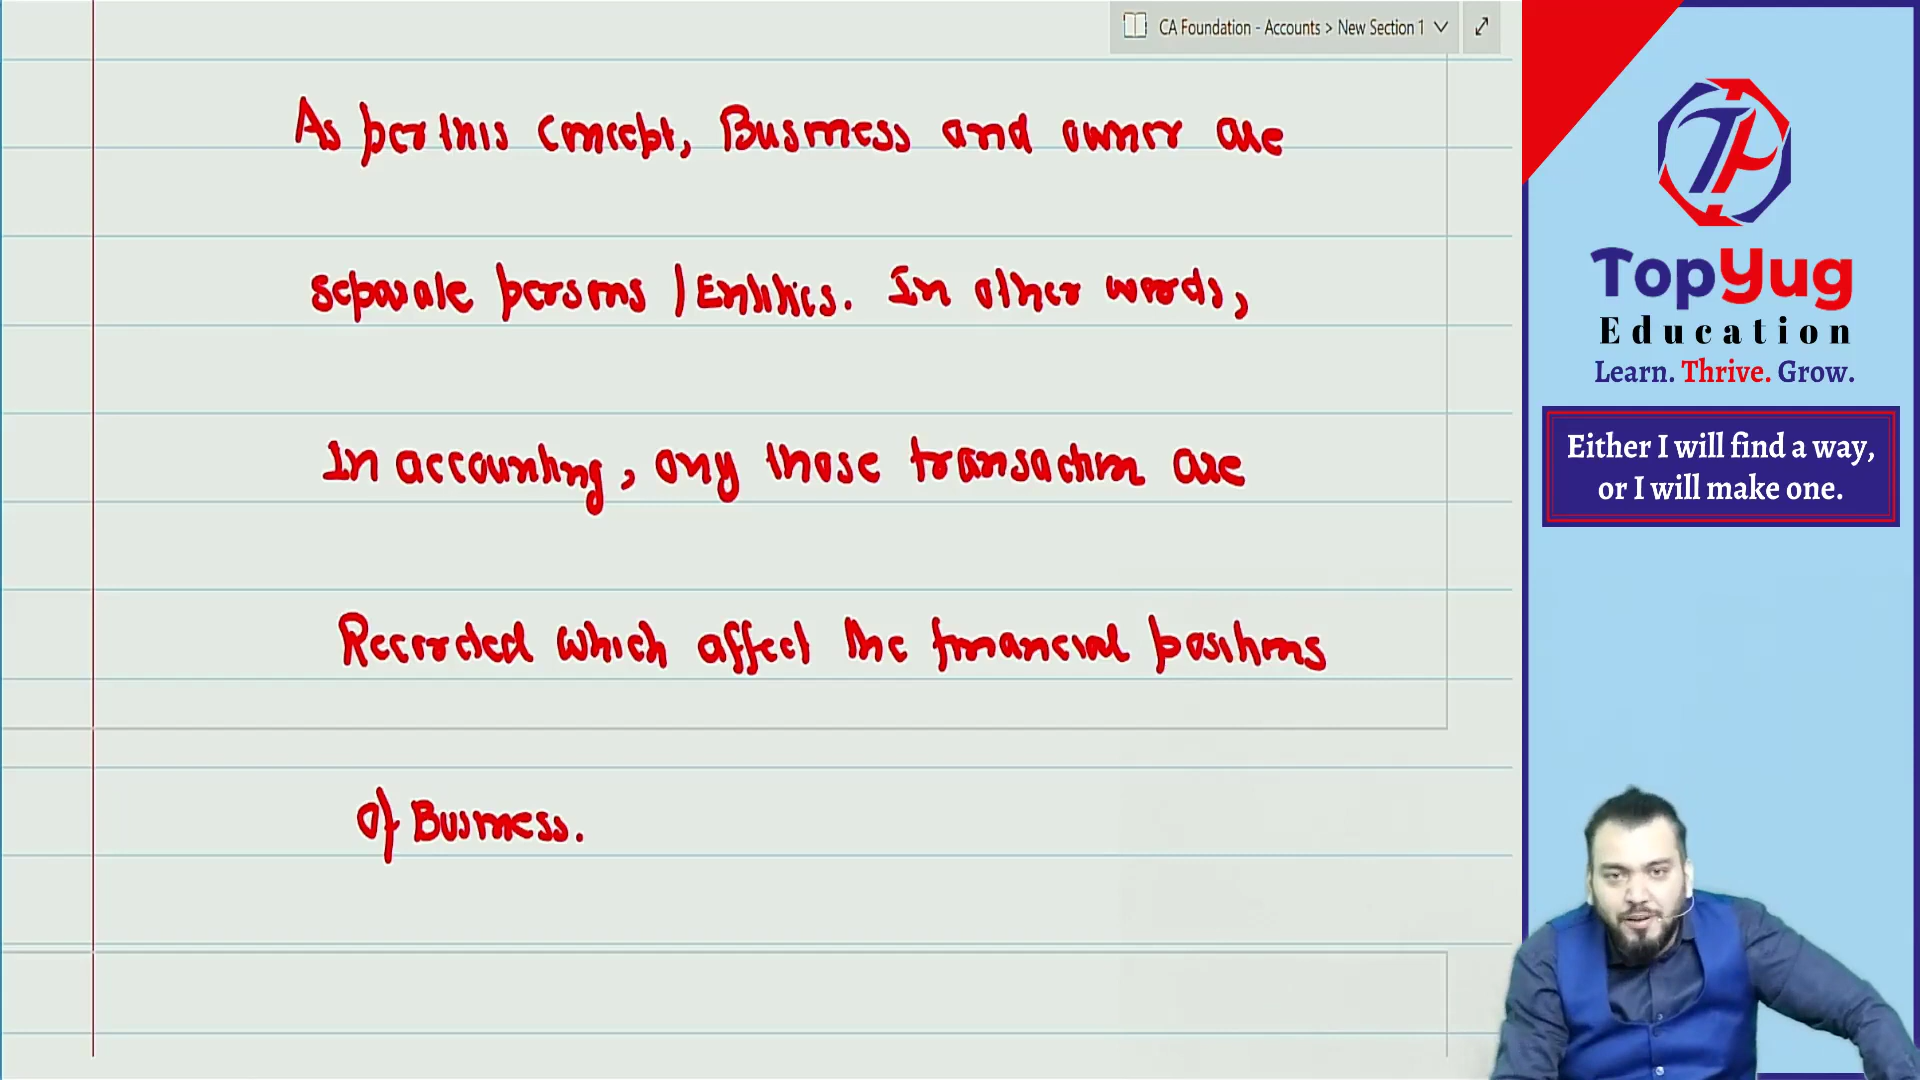 CA Foundation - Accounts > New Section 1
As per this concept, Business and owner are
separate persons / Entities. In other words,
In accounting, any those transaction are
Recorded which affect the financial positions
of Business.
TopYug
Education
Learn. Thrive. Grow.
Either I will find a way,
or I will make one.